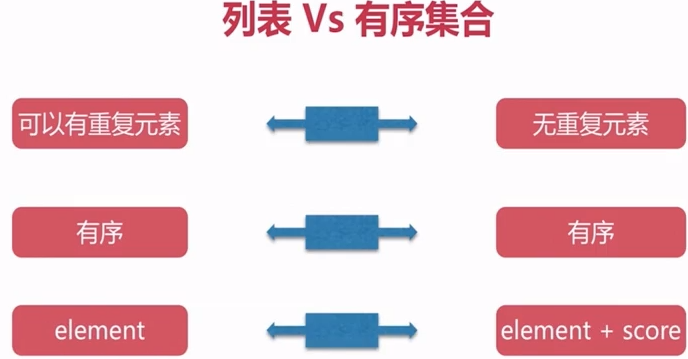 列表 Vs 有序集合
可以有重复元素
无重复元素
有序
有序
element
element + score